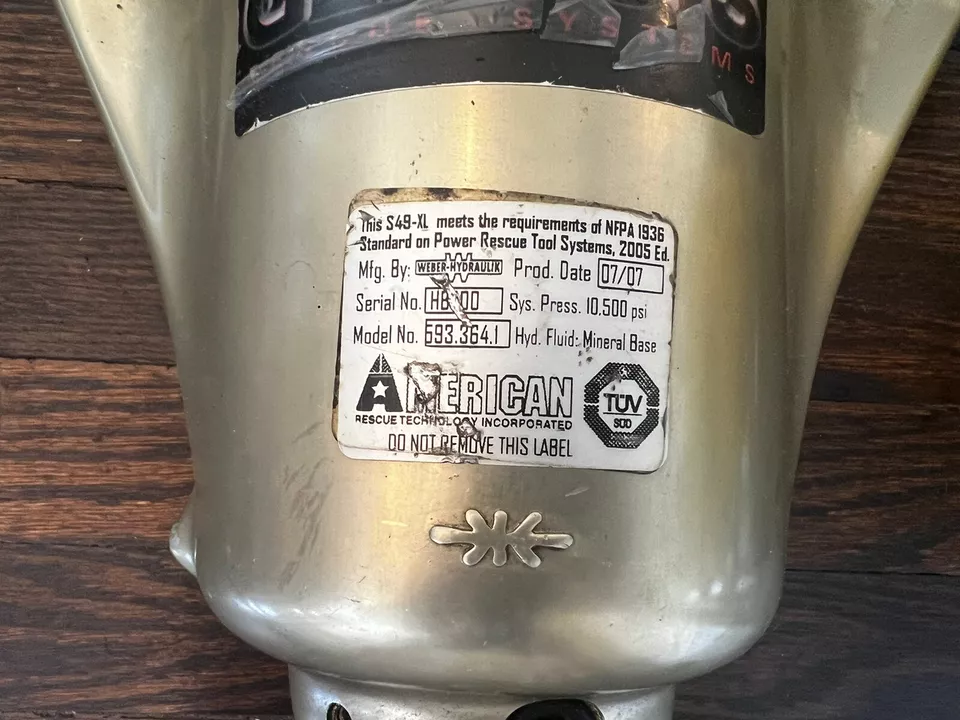 SYSTEMS
This S49-XL meets the requirements of NFPA 1936
Standard on Power Rescue Tool Systems, 2005 Ed.
Mfg. By: WEBER-HYDRAULIK Prod. Date 07/07
Serial No. Sys. Press. 10,500 psi
Model No. 593.364.1 Hyd. Fluid: Mineral Base
AMERICAN
RESCUE TECHNOLOGY INCORPORATED
TÜV
DO NOT REMOVE THIS LABEL